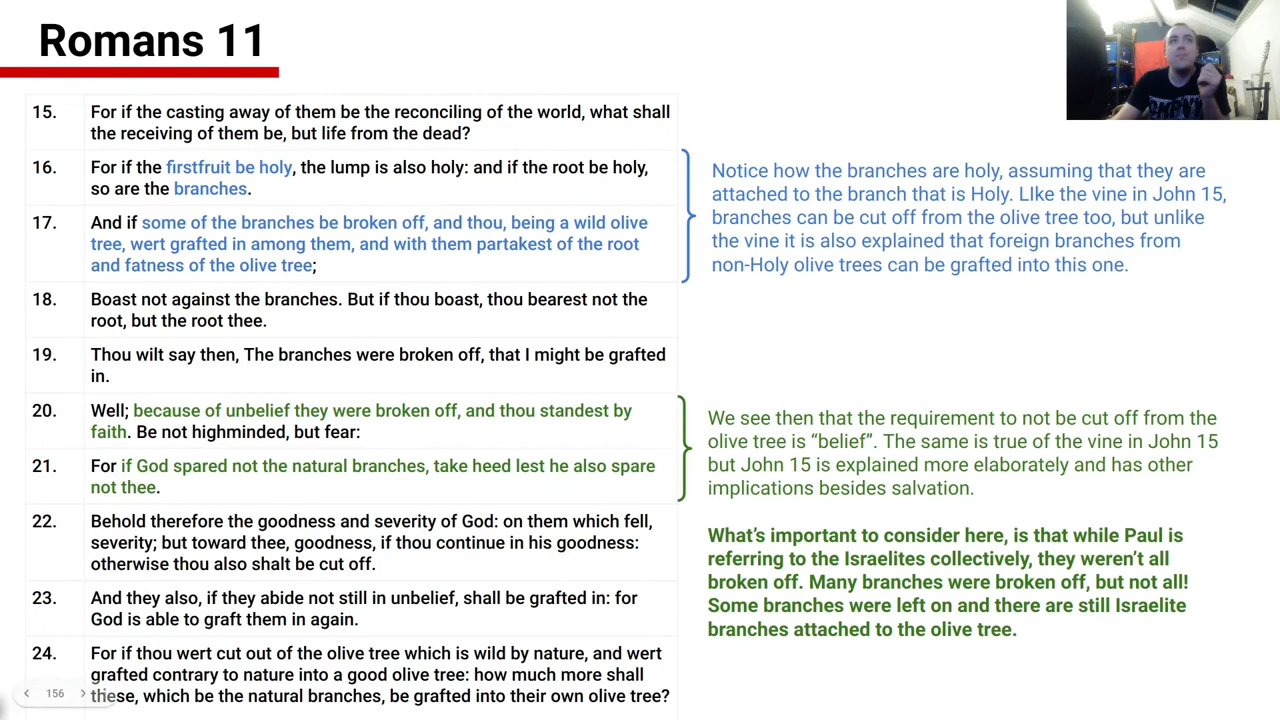 Romans 11
15. For if the casting away of them be the reconciling of the world, what shall
the receiving of them be, but life from the dead?
16. For if the firstfruit be holy, the lump is also holy: and if the root be holy,
so are the branches.
17. And if some of the branches be broken off, and thou, being a wild olive
tree, wert grafted in among them, and with them partakest of the root
and fatness of the olive tree;
18. Boast not against the branches. But if thou boast, thou bearest not the
root, but the root thee.
19. Thou wilt say then, The branches were broken off, that I might be grafted
in.
20. Well; because of unbelief they were broken off, and thou standest by
faith. Be not highminded, but fear:
21. For if God spared not the natural branches, take heed lest he also spare
not thee.
22. Behold therefore the goodness and severity of God: on them which fell,
severity; but toward thee, goodness, if thou continue in his goodness:
otherwise thou also shalt be cut off.
23. And they also, if they abide not still in unbelief, shall be grafted in: for
God is able to graft them in again.
24. For if thou wert cut out of the olive tree which is wild by nature, and wert
grafted contrary to nature into a good olive tree: how much more shall
these, which be the natural branches, be grafted into their own olive tree?
156
Notice how the branches are holy, assuming that they are
attached to the branch that is Holy. LIke the vine in John 15,
branches can be cut off from the olive tree too, but unlike
the vine it is also explained that foreign branches from
non-Holy olive trees can be grafted into this one.
We see then that the requirement to not be cut off from the
olive tree is “belief”. The same is true of the vine in John 15
but John 15 is explained more elaborately and has other
implications besides salvation.
What’s important to consider here, is that while Paul is
referring to the Israelites collectively, they weren’t all
broken off. Many branches were broken off, but not all!
Some branches were left on and there are still Israelite
branches attached to the olive tree.